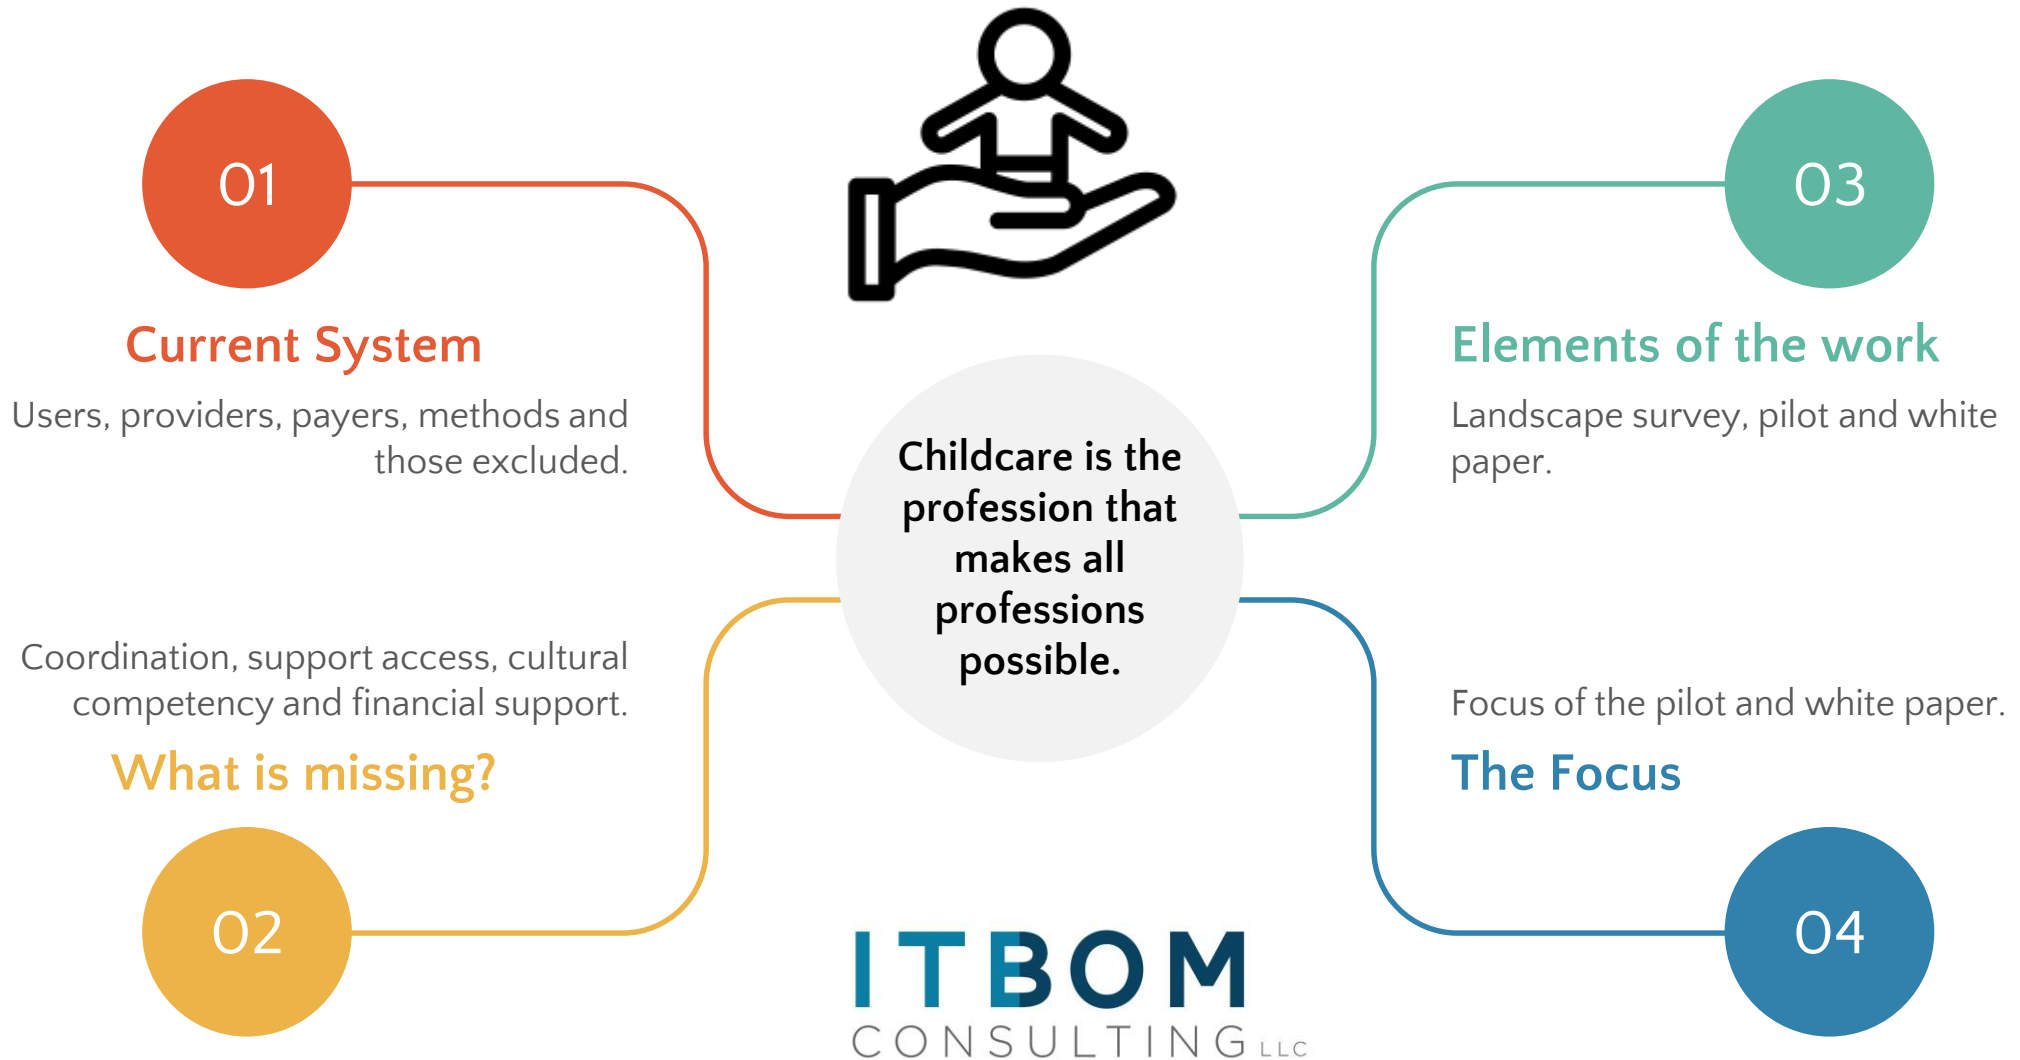 01
Current System
Users, providers, payers, methods and
those excluded.
Coordination, support access, cultural
competency and financial support.
What is missing?
02
Childcare is the
profession that
makes all
professions
possible.
03
Elements of the work
Landscape survey, pilot and white
paper.
Focus of the pilot and white paper.
The Focus
04
ITBOM
CONSULTING LLC